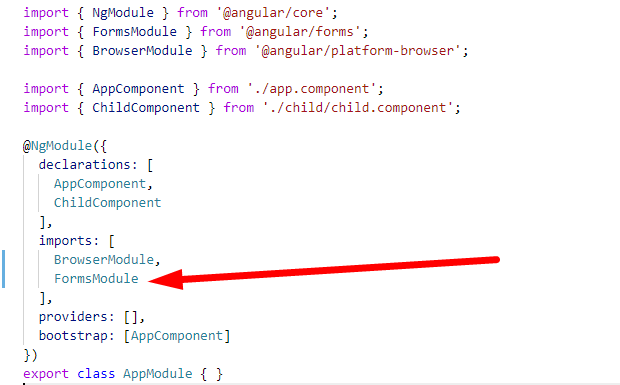 import { NgModule } from '@angular/core';
import { FormsModule } from '@angular/forms';
import { BrowserModule } from '@angular/platform-browser';

import { AppComponent } from './app.component';
import { ChildComponent } from './child/child.component';

@NgModule({
  declarations: [
    AppComponent,
    ChildComponent
  ],
  imports: [
    BrowserModule,
    FormsModule
  ],
  providers: [],
  bootstrap: [AppComponent]
})
export class AppModule { }